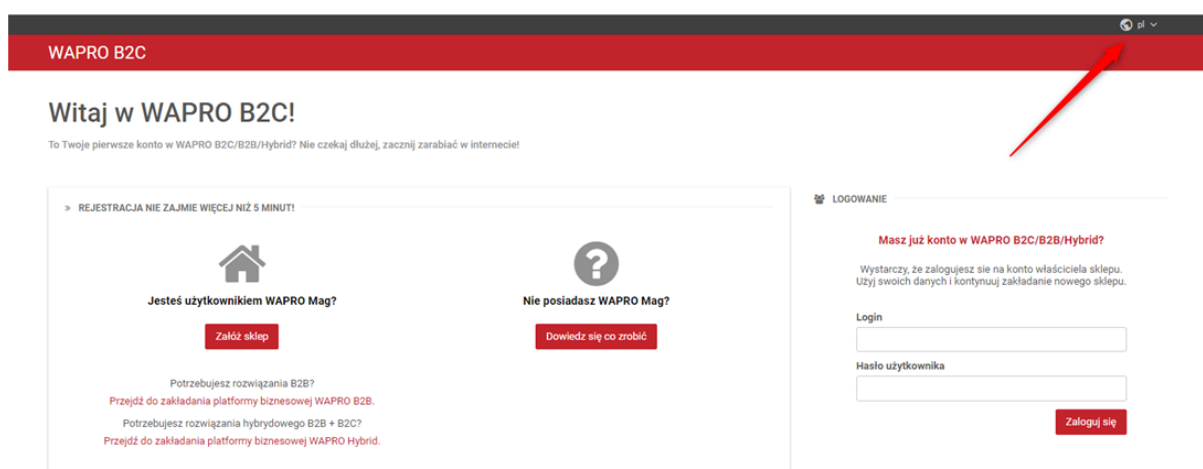 pl
WAPRO B2C
Witaj w WAPRO B2C!
To Twoje pierwsze konto w WAPRO B2C/B2B/Hybrid? Nie czekaj dłużej, zacznij zarabiać w internecie!
» REJESTRACJA NIE ZAJMIE WIĘCEJ NIŻ 5 MINUT!
Jesteś użytkownikiem WAPRO Mag?
Załóż sklep
Potrzebujesz rozwiązania B2B?
Przejdź do zakładania platformy biznesowej WAPRO B2B.
Potrzebujesz rozwiązania hybrydowego B2B + B2C?
Przejdź do zakładania platformy biznesowej WAPRO Hybrid.
Nie posiadasz WAPRO Mag?
Dowiedz się co zrobić
LOGOWANIE
Masz już konto w WAPRO B2C/B2B/Hybrid?
Wystarczy, że zalogujesz sie na konto właściciela sklepu.
Użyj swoich danych i kontynuuj zakładanie nowego sklepu.
Login
Hasło użytkownika
Zaloguj się